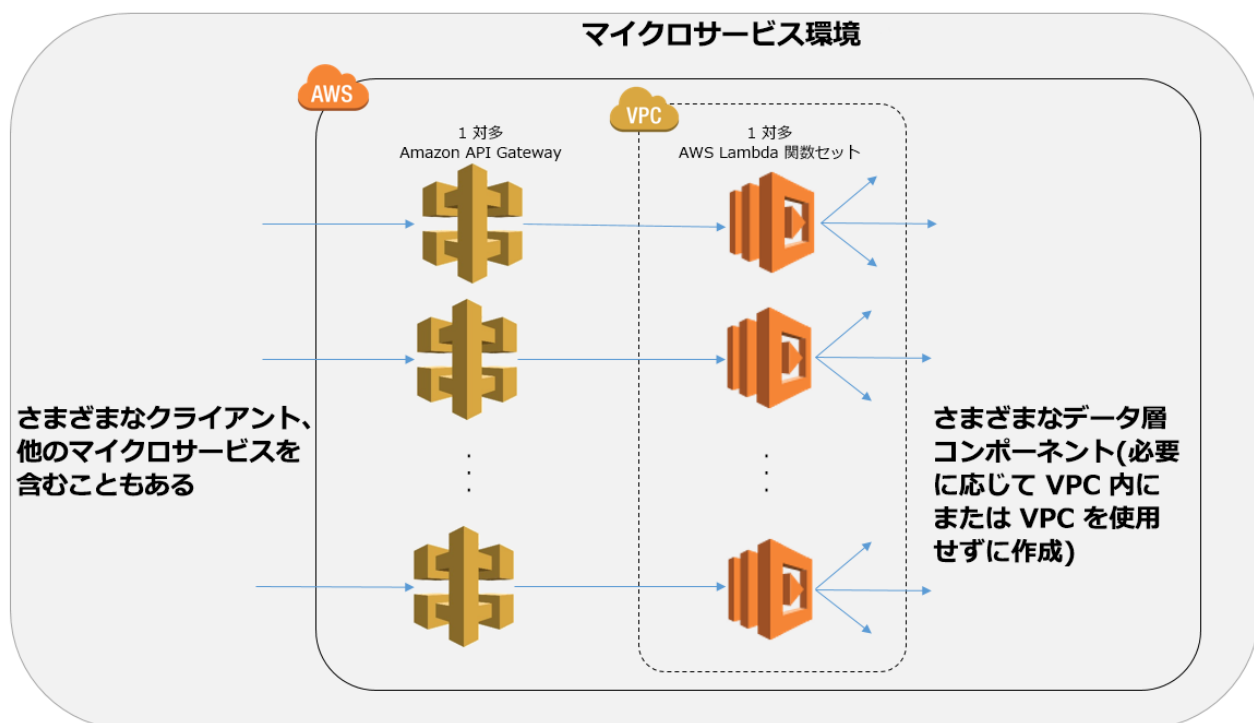 マイクロサービス環境
AWS
VPC
1 対多
Amazon API Gateway
1 対多
AWS Lambda 関数セット
さまざまなクライアント、
他のマイクロサービスを
含むこともある
さまざまなデータ層
コンポーネント(必要
に応じて VPC 内に
または VPC を使用
せずに作成)